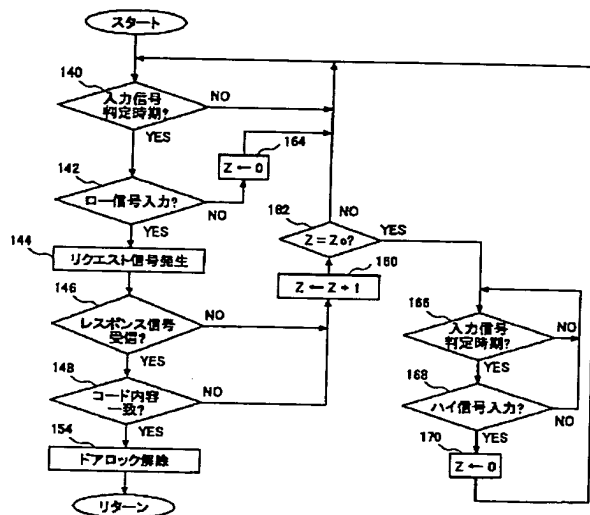 スタート
140
入力信号
判定時期?
NO
YES
142
ロー信号入力?
NO
YES
164
Z ← 0
144
リクエスト信号発生
146
レスポンス信号
受信?
NO
YES
148
コード内容
一致?
NO
YES
154
ドアロック解除
リターン
162
Z = Z0?
NO
YES
160
Z ← Z + 1
166
入力信号
判定時期?
NO
YES
168
ハイ信号入力?
NO
YES
170
Z ← 0